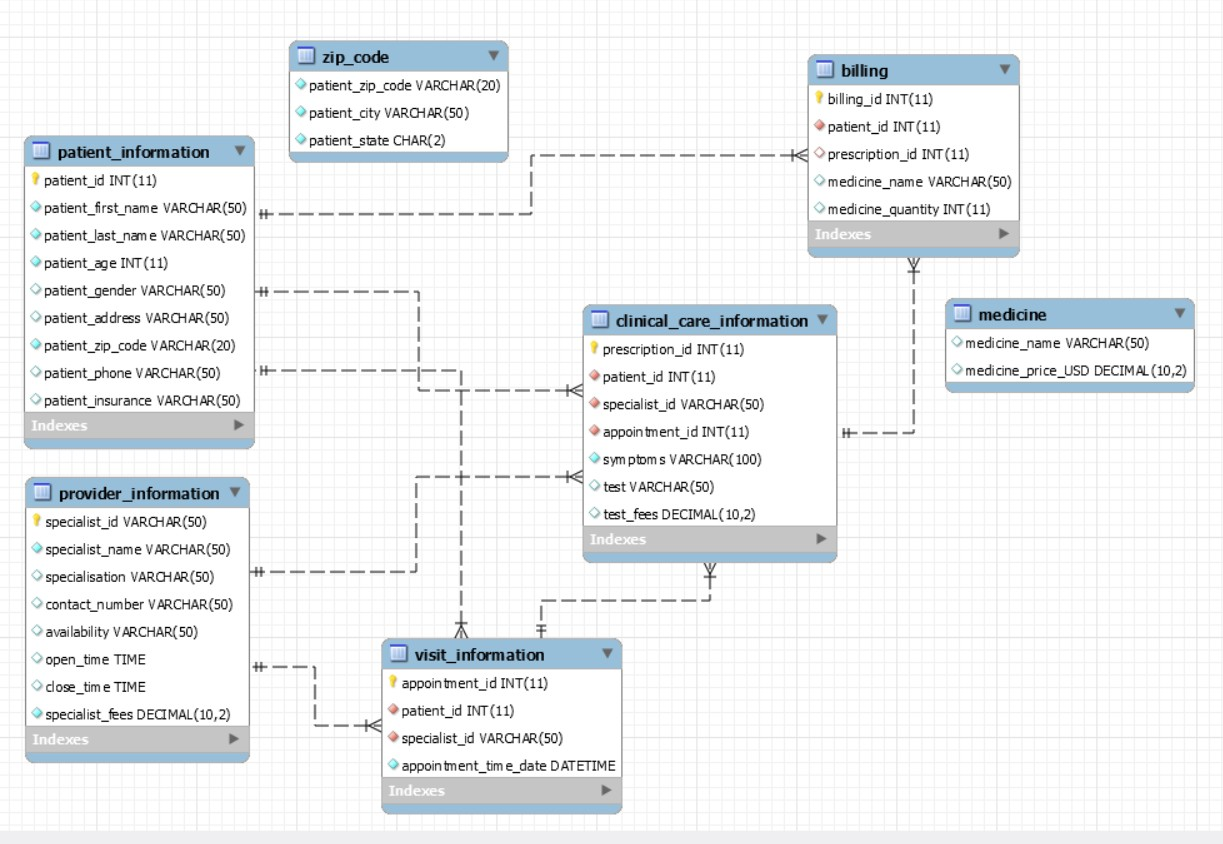 zip_code
patient_zip_code VARCHAR(20)
patient_city VARCHAR(50)
patient_state CHAR(2)
billing
billing_id INT(11)
patient_id INT(11)
prescription_id INT(11)
medicine_name VARCHAR(50)
medicine_quantity INT(11)
Indexes
patient_information
patient_id INT(11)
patient_first_name VARCHAR(50)
patient_last_name VARCHAR(50)
patient_age INT(11)
patient_gender VARCHAR(50)
patient_address VARCHAR(50)
patient_zip_code VARCHAR(20)
patient_phone VARCHAR(50)
patient_insurance VARCHAR(50)
Indexes
clinical_care_information
prescription_id INT(11)
patient_id INT(11)
specialist_id VARCHAR(50)
appointment_id INT(11)
symptoms VARCHAR(100)
test VARCHAR(50)
test_fees DECIMAL(10,2)
Indexes
medicine
medicine_name VARCHAR(50)
medicine_price_USD DECIMAL(10,2)
provider_information
specialist_id VARCHAR(50)
specialist_name VARCHAR(50)
specialisation VARCHAR(50)
contact_number VARCHAR(50)
availability VARCHAR(50)
open_time TIME
close_time TIME
specialist_fees DECIMAL(10,2)
Indexes
visit_information
appointment_id INT(11)
patient_id INT(11)
specialist_id VARCHAR(50)
appointment_time_date DATETIME
Indexes